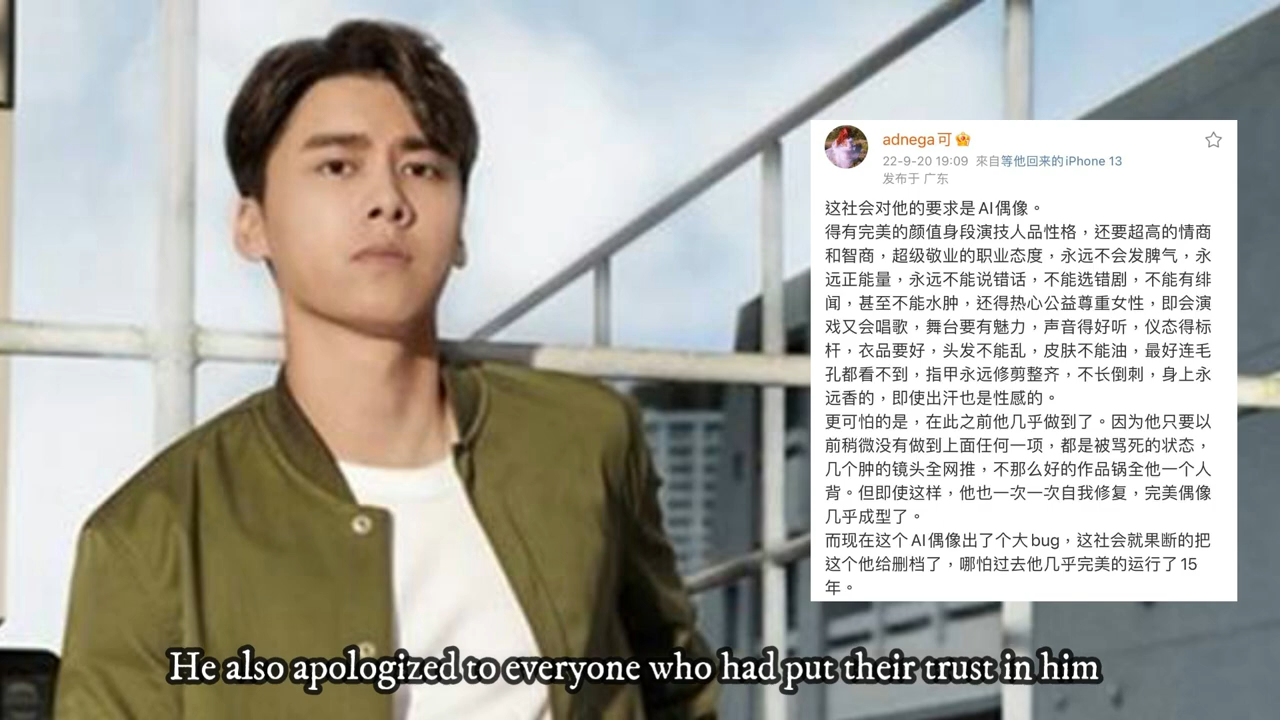 adnega可
22-9-20 19:09 来自等他回来的iPhone 13
发布于 广东
这社会对他的要求是AI偶像。
得有完美的颜值身段演技人品性格，还要超高的情商
和智商，超级敬业的职业态度，永远不会发脾气，永
远正能量，永远不能说错话，不能选错剧，不能有绯
闻，甚至不能水肿，还得热心公益尊重女性，即会演
戏又会唱歌，舞台要有魅力，声音得好听，仪态得标
杆，衣品要好，头发不能乱，皮肤不能油，最好连毛
孔都看不到，指甲永远修剪整齐，不长倒刺，身上永
远香的，即使出汗也是性感的。
更可怕的是，在此之前他几乎做到了。因为他只要以
前稍微没有做到上面任何一项，都是被骂死的状态，
几个肿的镜头全网推，不那么好的作品锅全他一个人
背。但即使这样，他也一次一次自我修复，完美偶像
几乎成型了。
而现在这个AI偶像出了个大bug，这社会就果断的把
这个他给删档了，哪怕过去他几乎完美的运行了15
年。
He also apologized to everyone who had put their trust in him